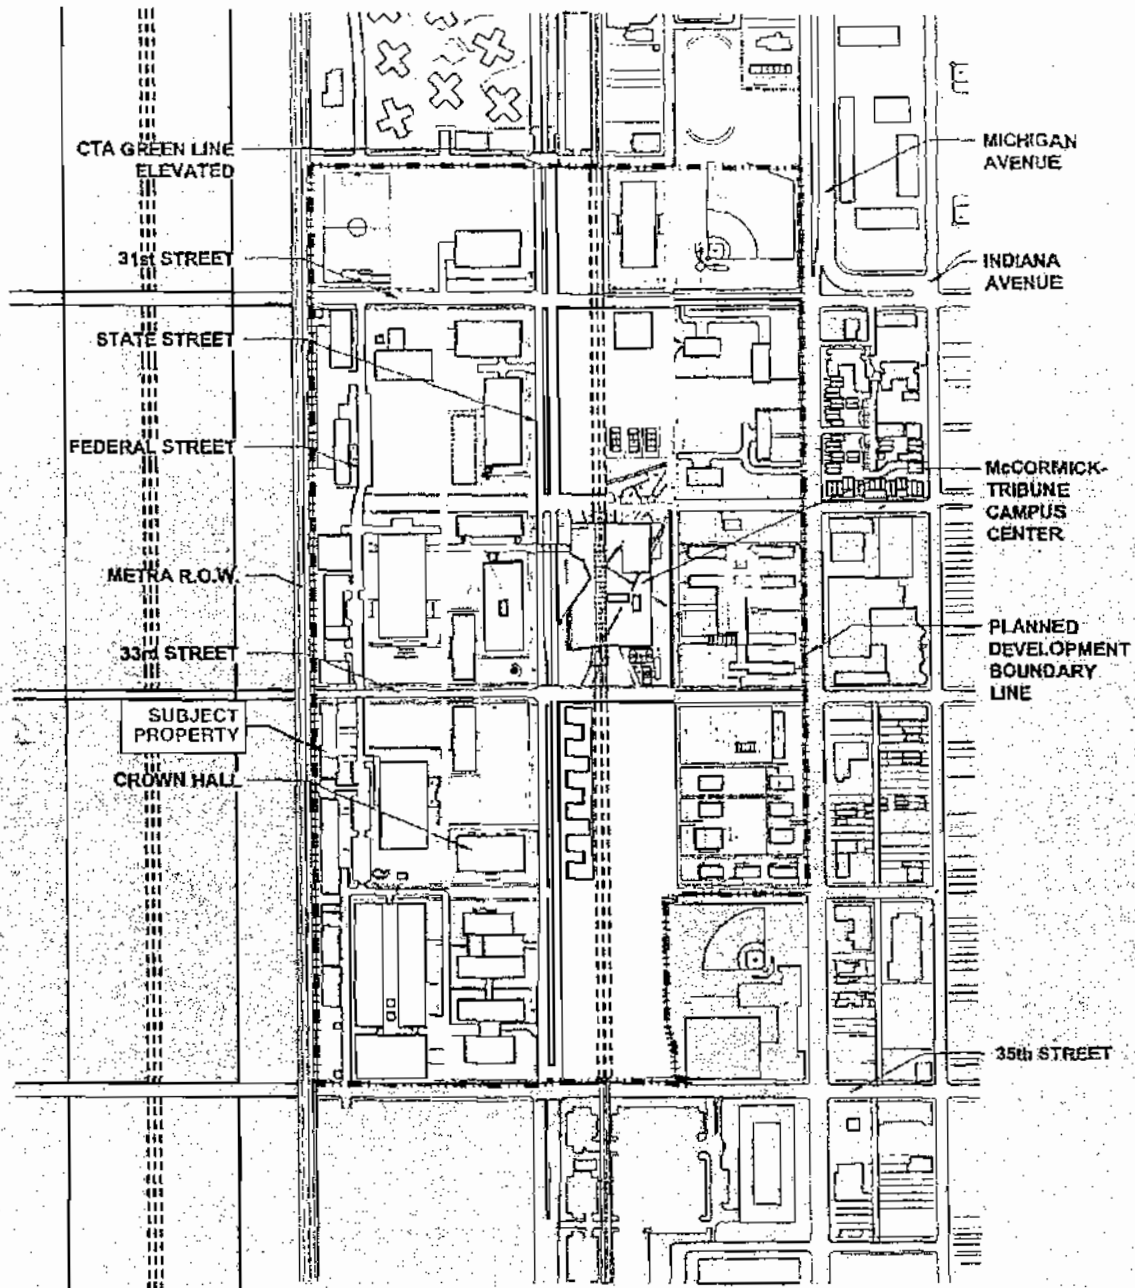 CTA GREEN LINE
ELEVATED
31st STREET
STATE STREET
FEDERAL STREET
METRA R.O.W.
33rd STREET
SUBJECT
PROPERTY
CROWN HALL
MICHIGAN
AVENUE
INDIANA
AVENUE
McCORMICK-
TRIBUNE
CAMPUS
CENTER
PLANNED
DEVELOPMENT
BOUNDARY
LINE
35th STREET